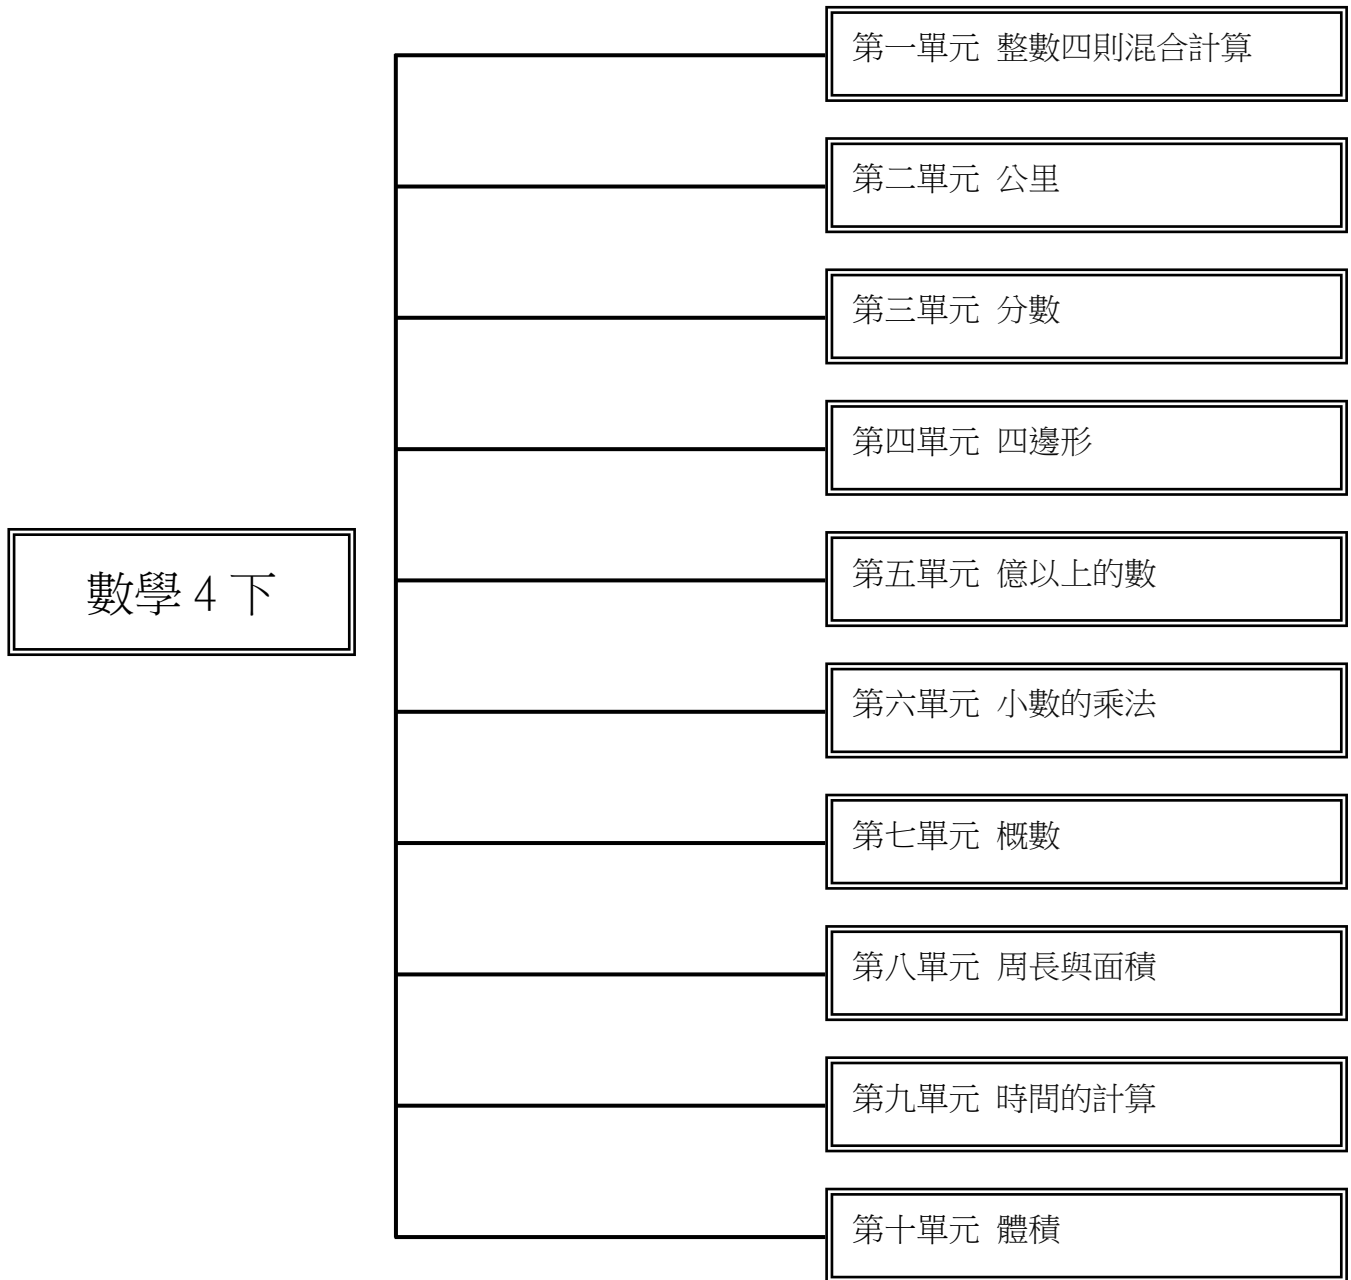 第一單元 整數四則混合計算
第二單元 公里
第三單元 分數
第四單元 四邊形
數學 4 下
第五單元 億以上的數
第六單元 小數的乘法
第七單元 概數
第八單元 周長與面積
第九單元 時間的計算
第十單元 體積